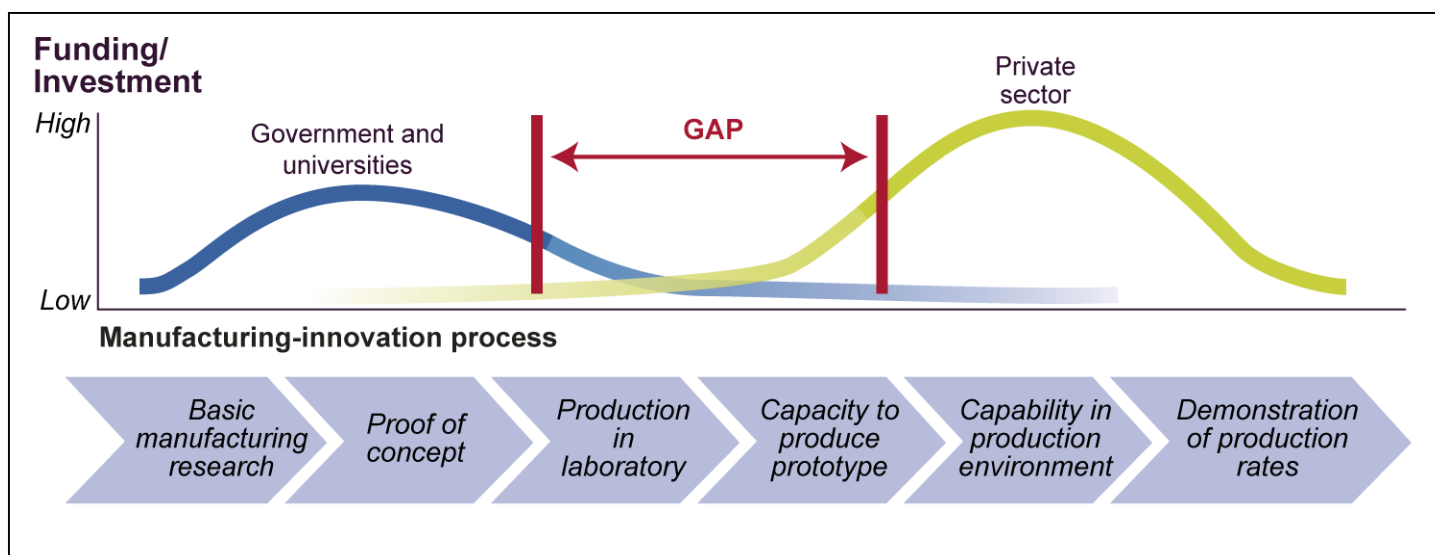 Funding/
Investment
High
Government and
universities
GAP
Private
sector
Low
Manufacturing-innovation process
Basic
manufacturing
research
Proof of
concept
Production
in
laboratory
Capacity to
produce
prototype
Capability in
production
environment
Demonstration
of production
rates